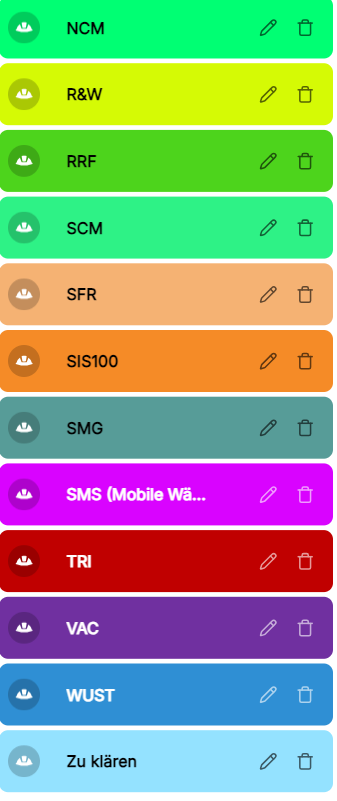 NCM
R&W
RRF
SCM
SFR
SIS100
SMG
SMS (Mobile Wä...
TRI
VAC
WUST
Zu klären